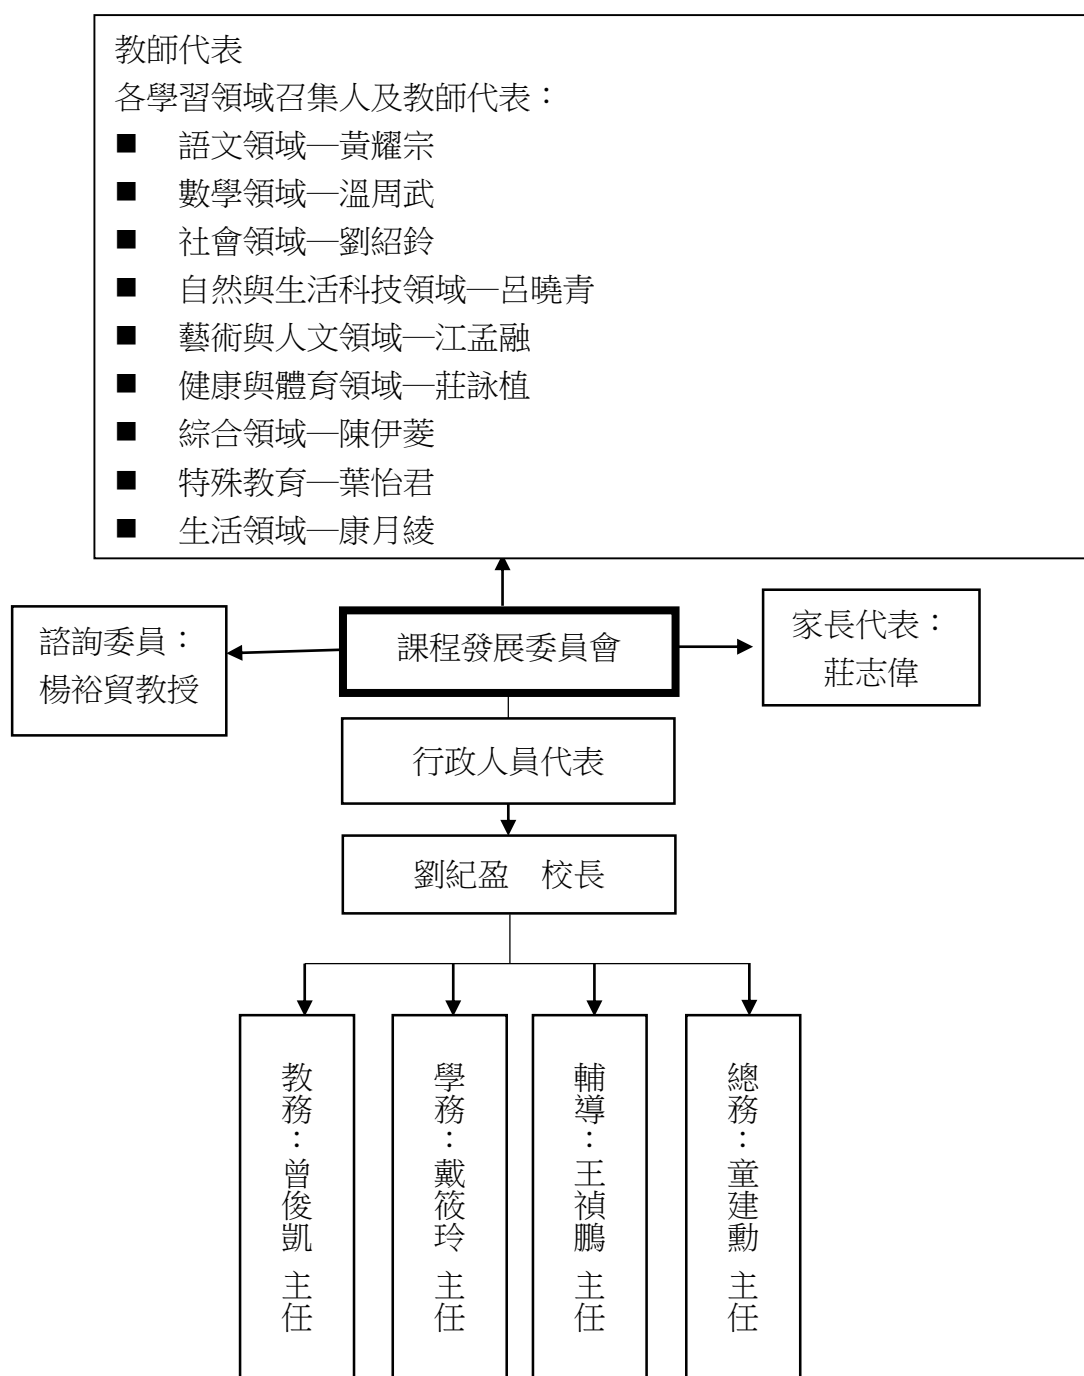 教師代表
各學習領域召集人及教師代表：
■ 語文領域—黃耀宗
■ 數學領域—溫周武
■ 社會領域—劉紹鈴
■ 自然與生活科技領域—呂曉青
■ 藝術與人文領域—江孟融
■ 健康與體育領域—莊詠植
■ 綜合領域—陳伊菱
■ 特殊教育—葉怡君
■ 生活領域—康月綾
諮詢委員：
楊裕貿教授
課程發展委員會
家長代表：
莊志偉
行政人員代表
劉紀盈　校長
教務：曾俊凱 主任
學務：戴筱玲 主任
輔導：王禎鵬 主任
總務：童建勳 主任